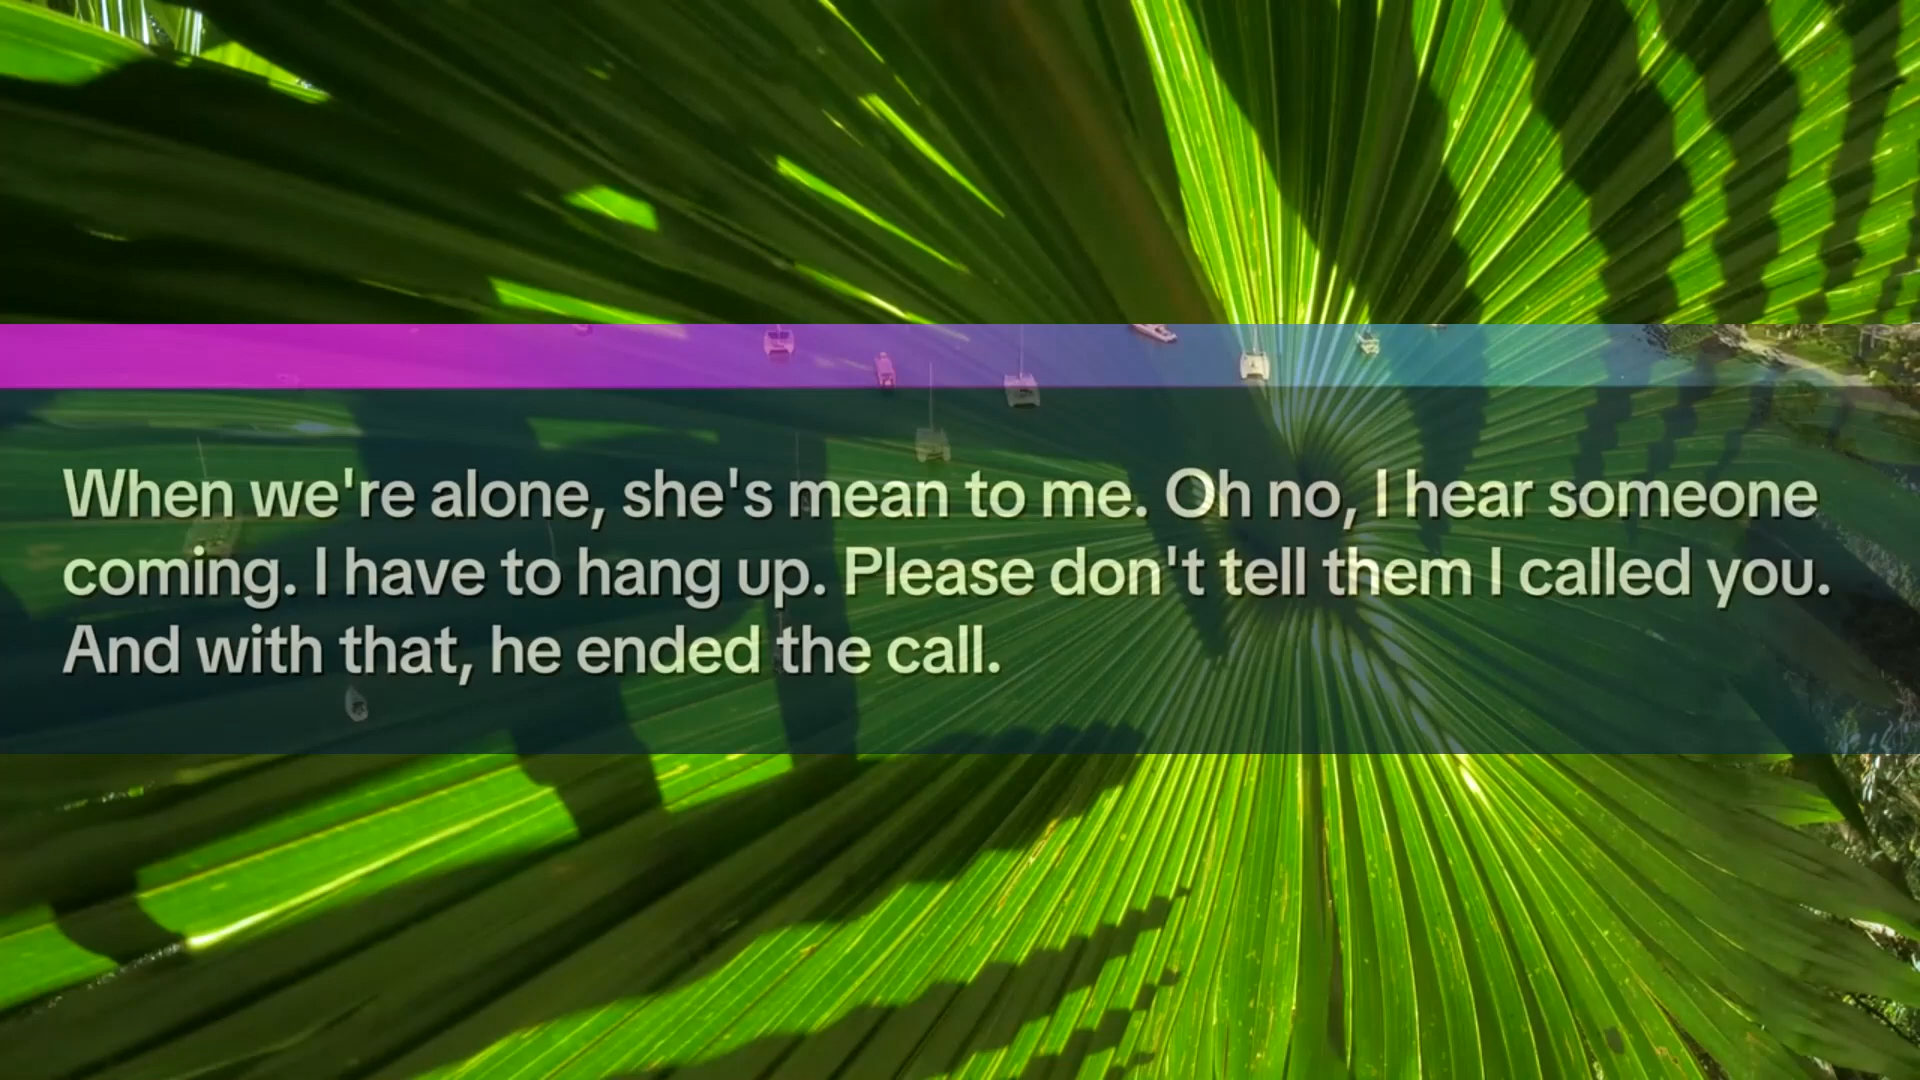 When we're alone, she's mean to me. Oh no, I hear someone
coming. I have to hang up. Please don't tell them I called you.
And with that, he ended the call.